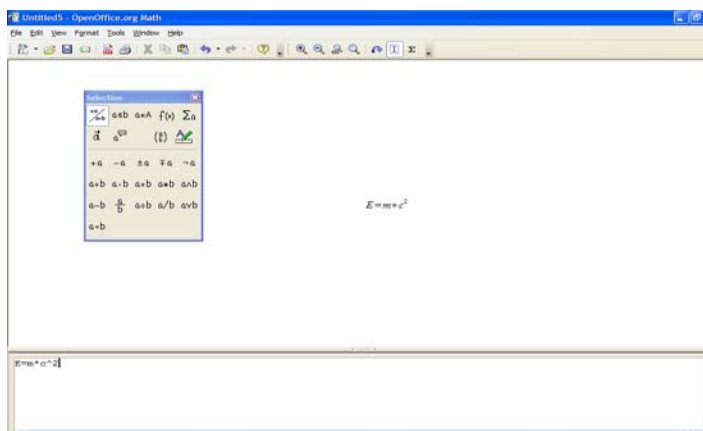 Untitled5 - OpenOffice.org Math
File Edit View Format Tools Window Help
Selection
+a/a+b a≤b a∈A f(x) Σa
a⃗ (a b)
+a -a ±a ∓a ¬a
a+b a·b a×b a∗b a∧b
a−b a/b a÷b a/b a∨b
a∘b
E=m∗c²
E=m*c^2